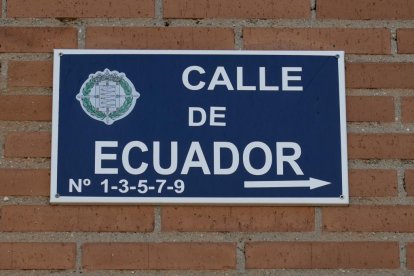 CALLE
DE
ECUADOR
Nº 1-3-5-7-9